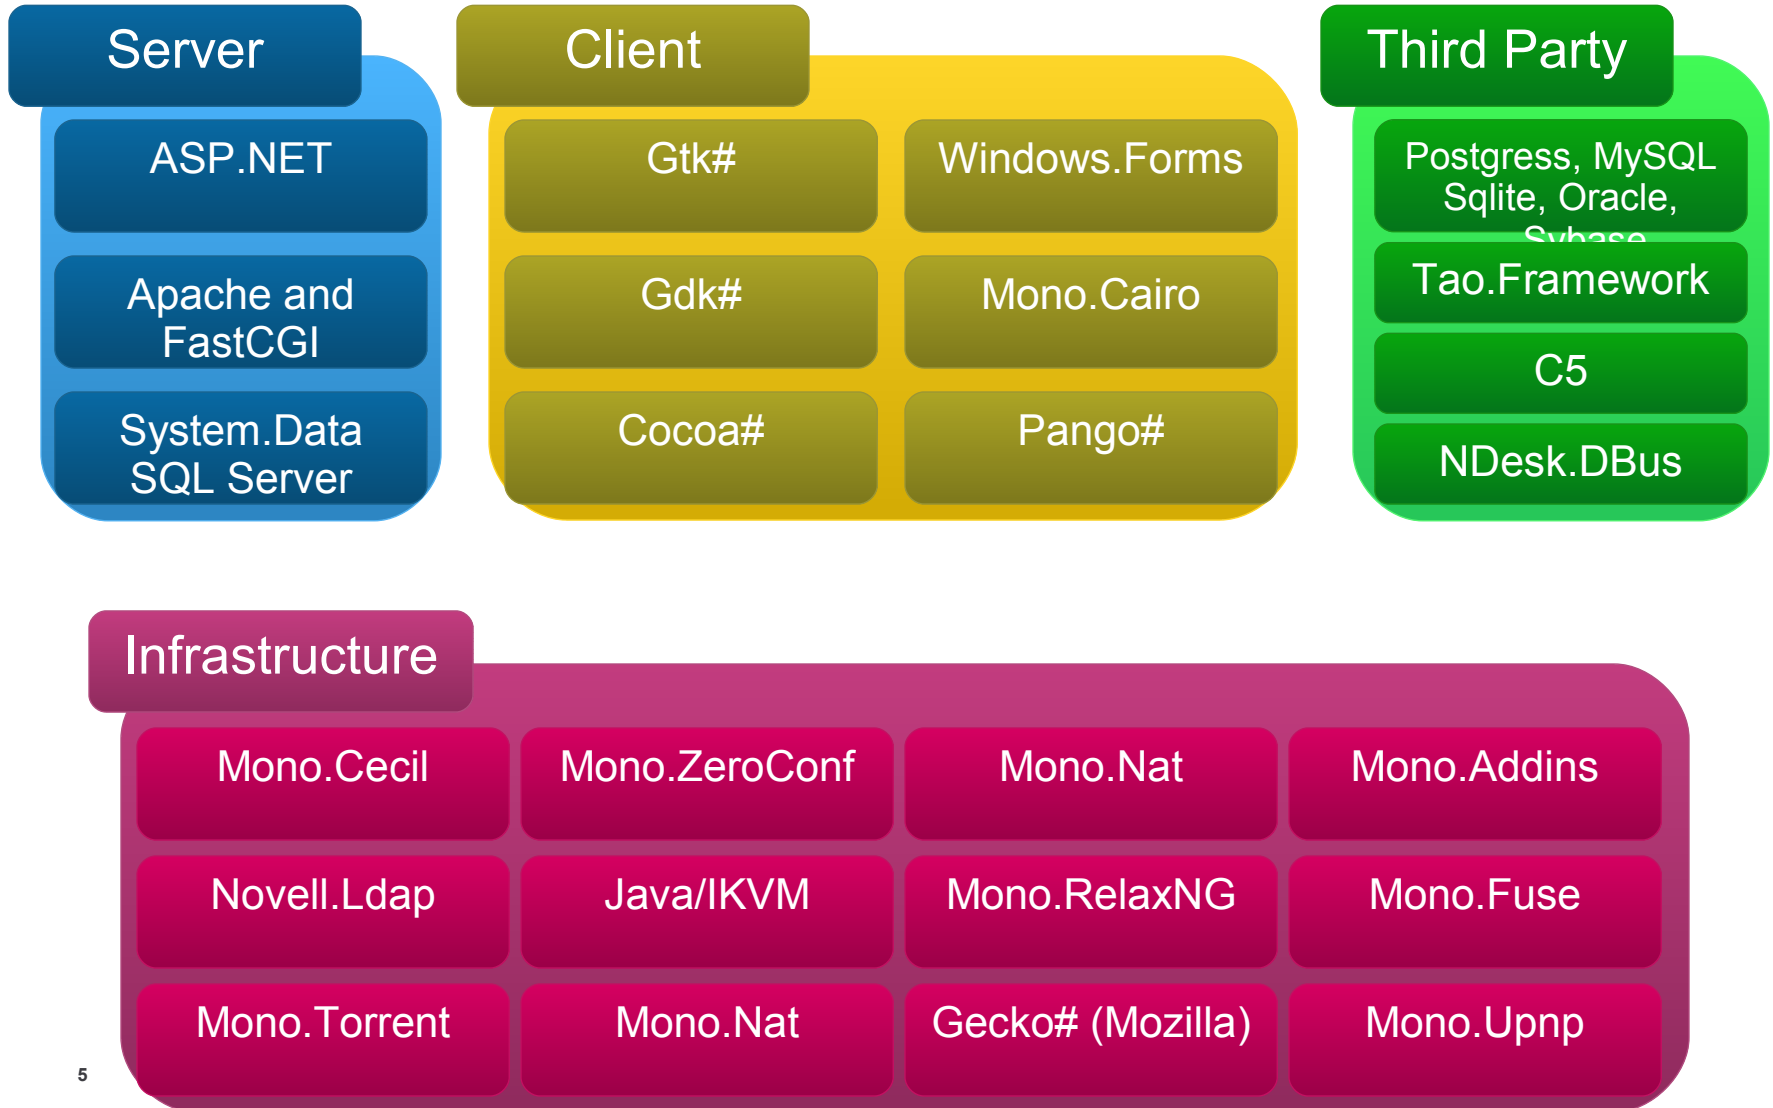 Server
ASP.NET
Apache and
FastCGI
System.Data
SQL Server
Client
Gtk#
Windows.Forms
Gdk#
Mono.Cairo
Cocoa#
Pango#
Third Party
Postgress, MySQL
Sqlite, Oracle,
Sybase
Tao.Framework
C5
NDesk.DBus
Infrastructure
Mono.Cecil
Mono.ZeroConf
Mono.Nat
Mono.Addins
Novell.Ldap
Java/IKVM
Mono.RelaxNG
Mono.Fuse
Mono.Torrent
Mono.Nat
Gecko# (Mozilla)
Mono.Upnp
5